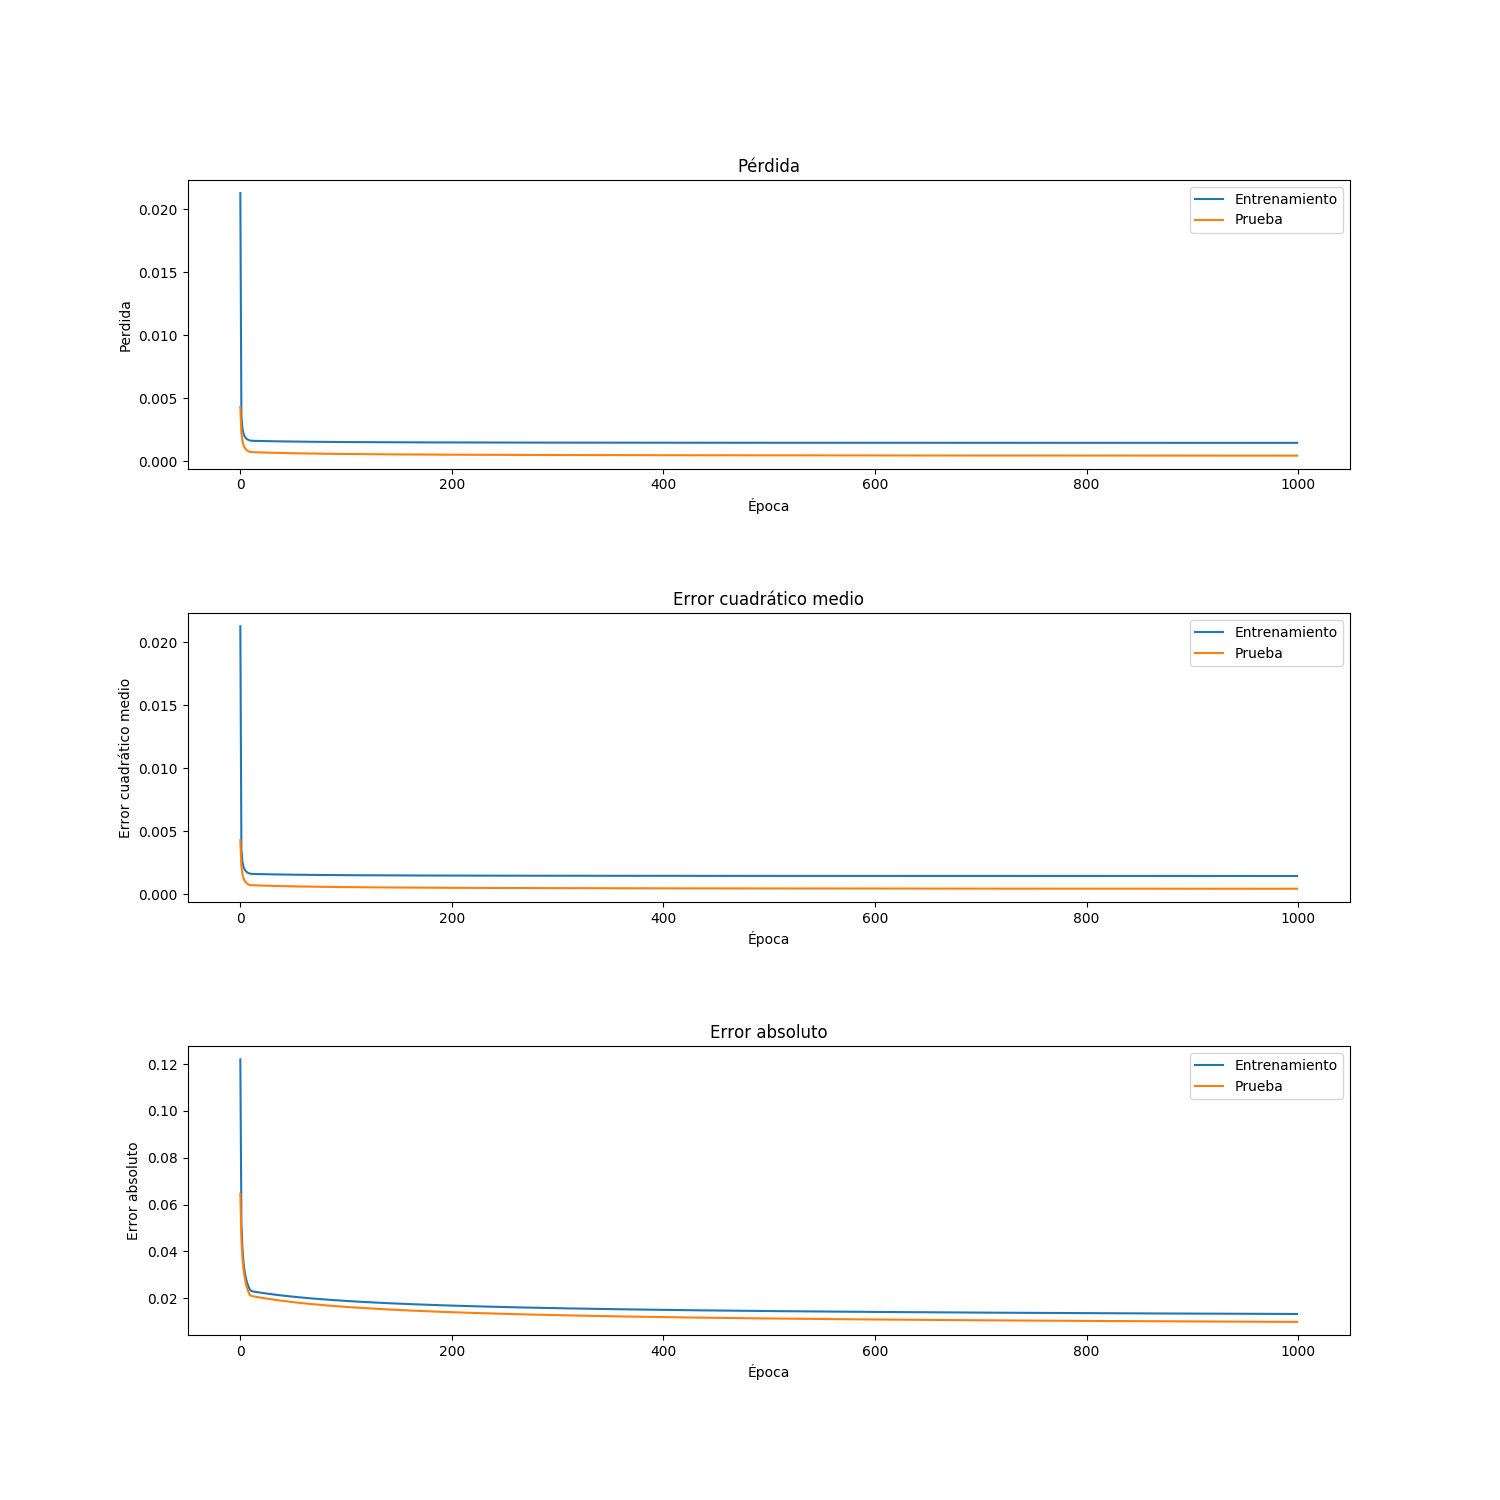 Pérdida
Entrenamiento
Prueba
0.020
0.015
0.010
0.005
0.000
Perdida
0 200 400 600 800 1000
Época
Error cuadrático medio
Entrenamiento
Prueba
0.020
0.015
0.010
0.005
0.000
Error cuadrático medio
0 200 400 600 800 1000
Época
Error absoluto
Entrenamiento
Prueba
0.12
0.10
0.08
0.06
0.04
0.02
Error absoluto
0 200 400 600 800 1000
Época